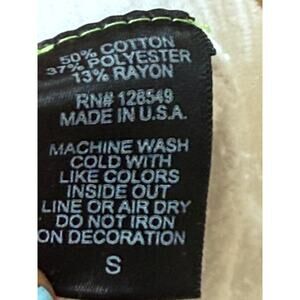 50% COTTON
37% POLYESTER
13% RAYON
RN# 128549
MADE IN U.S.A.
MACHINE WASH
COLD WITH
LIKE COLORS
INSIDE OUT
LINE OR AIR DRY
DO NOT IRON
ON DECORATION
S